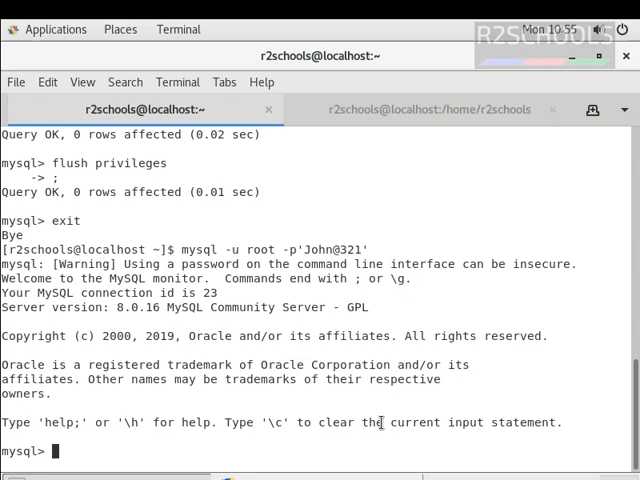 Applications Places Terminal Mon 10:55
R2SCHOOLS
r2schools@localhost:~
File Edit View Search Terminal Tabs Help
r2schools@localhost:~ r2schools@localhost:/home/r2schools
Query OK, 0 rows affected (0.02 sec)
mysql> flush privileges
-> ;
Query OK, 0 rows affected (0.01 sec)
mysql> exit
Bye
[r2schools@localhost ~]$ mysql -u root -p'John@321'
mysql: [Warning] Using a password on the command line interface can be insecure.
Welcome to the MySQL monitor. Commands end with ; or \g.
Your MySQL connection id is 23
Server version: 8.0.16 MySQL Community Server - GPL
Copyright (c) 2000, 2019, Oracle and/or its affiliates. All rights reserved.
Oracle is a registered trademark of Oracle Corporation and/or its
affiliates. Other names may be trademarks of their respective
owners.
Type 'help;' or '\h' for help. Type '\c' to clear the current input statement.
mysql>